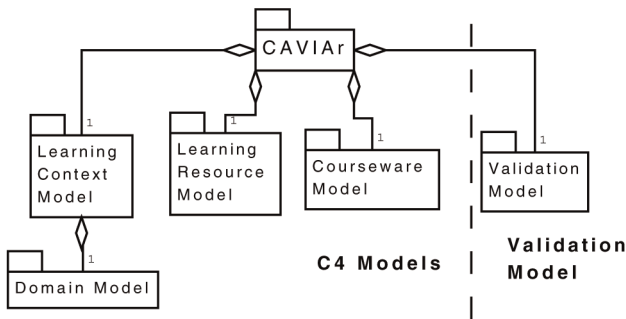 CAVIAr
1
1
1
1
Learning
Context
Model
Learning
Resource
Model
Courseware
Model
Validation
Model
1
Domain Model
C4 Models
Validation
Model